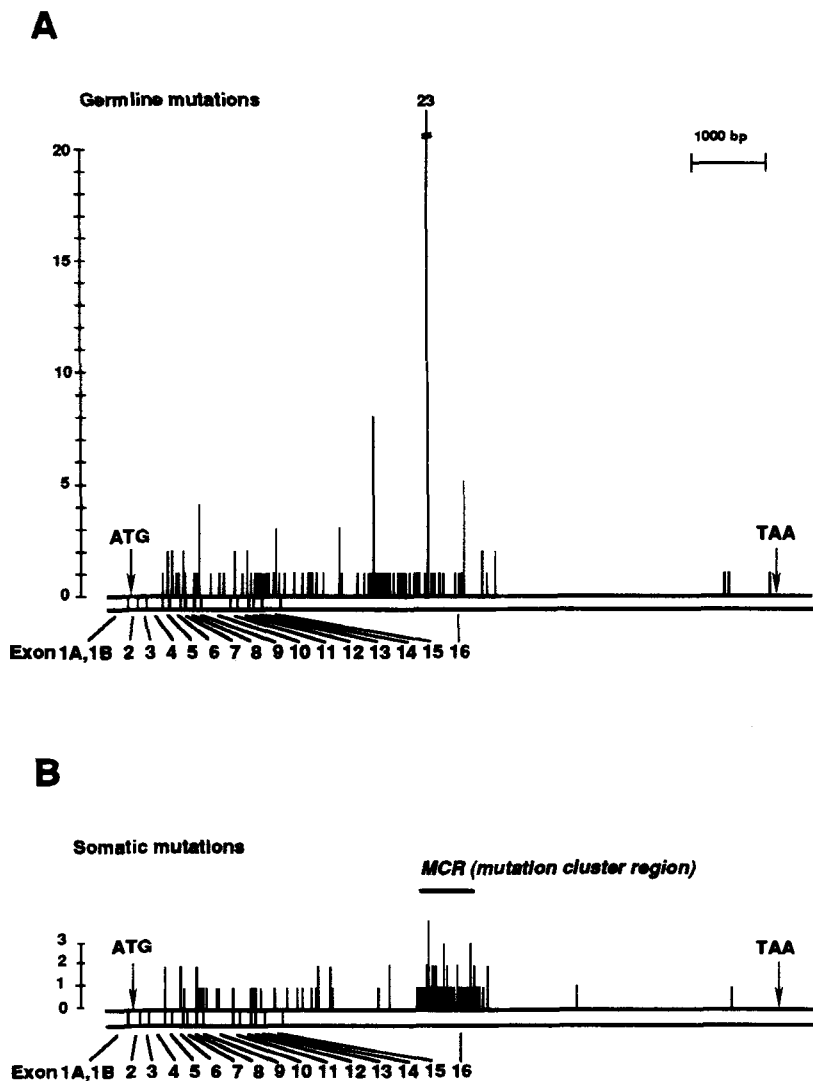 A
Germline mutations
23
1000 bp
20
15
10
5
0
ATG
TAA
Exon 1A,1B 2 3 4 5 6 7 8 9 10 11 12 13 14 15 16
B
Somatic mutations
MCR (mutation cluster region)
3
2
1
0
ATG
TAA
Exon 1A,1B 2 3 4 5 6 7 8 9 10 11 12 13 14 15 16